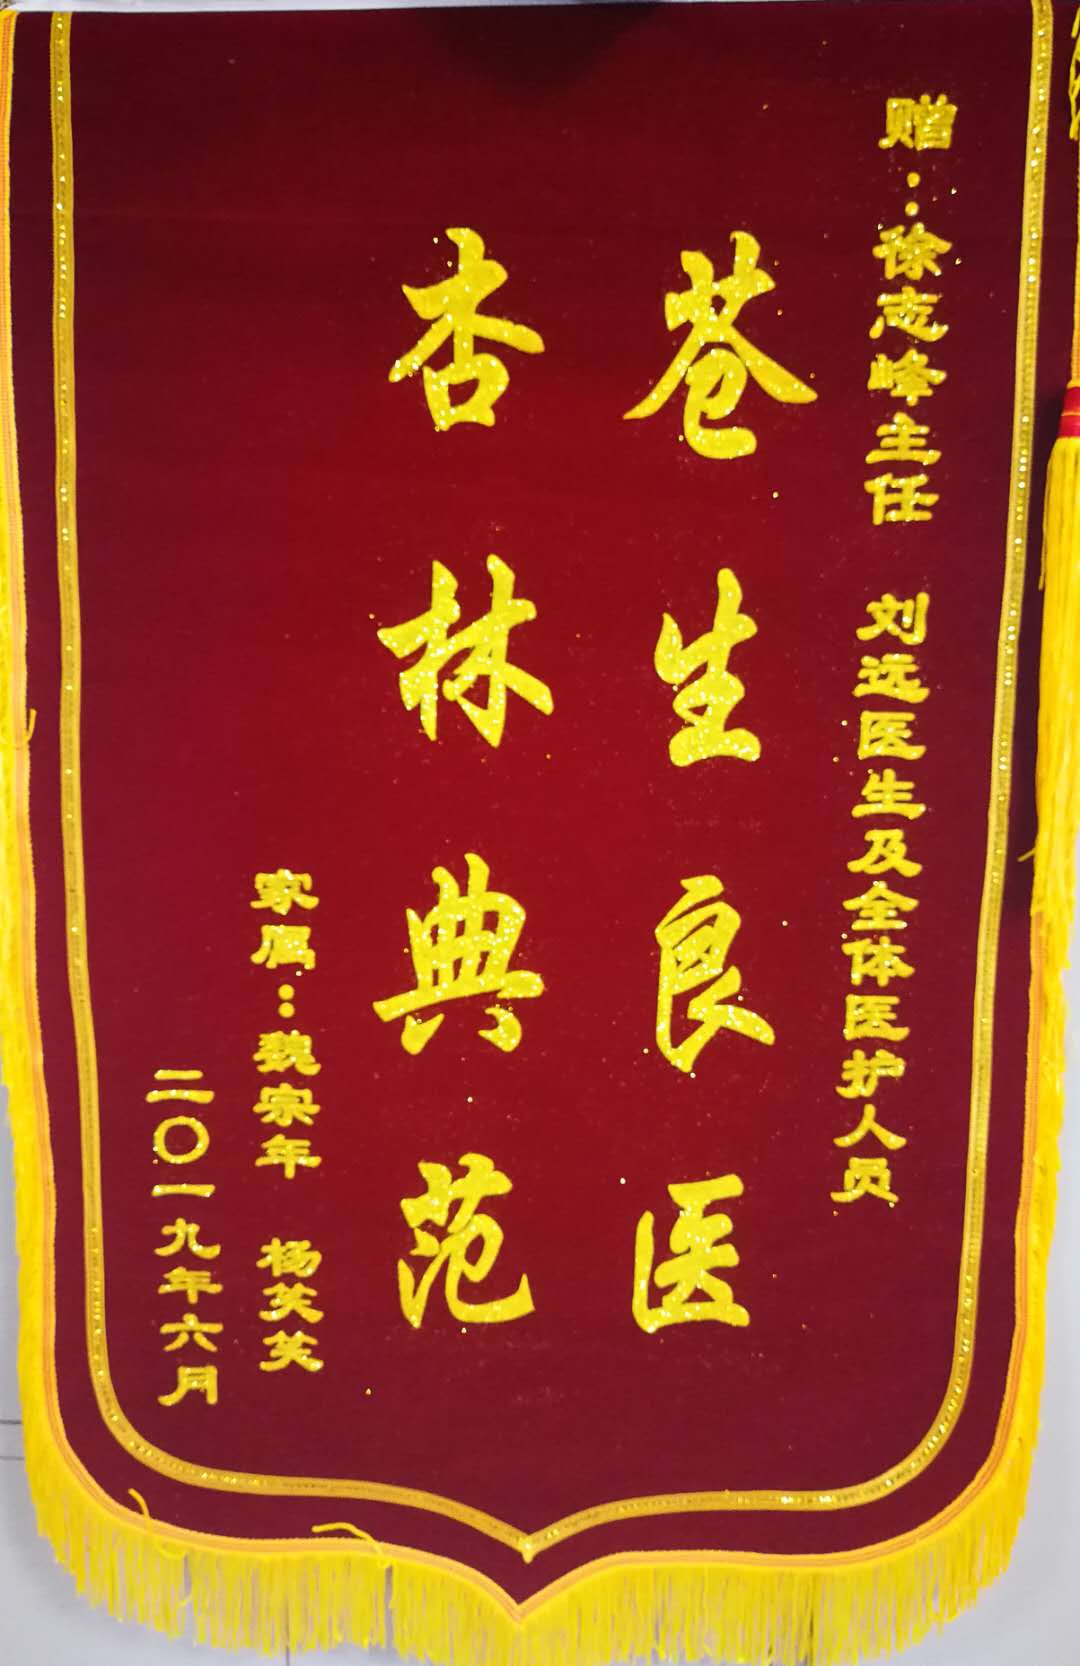 赠：徐志峰主任 刘远医生及全体医护人员
苍生良医
杏林典范
家属：魏宗年 杨笑笑
二〇一九年六月